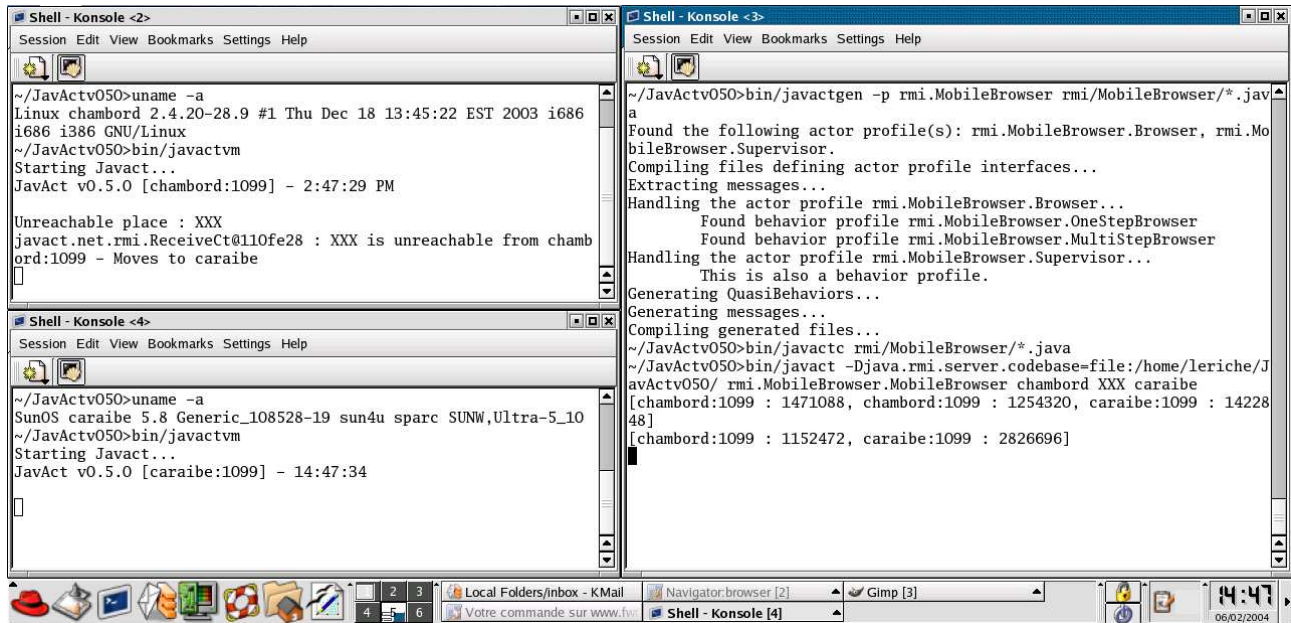 Shell - Konsole <2>
Session Edit View Bookmarks Settings Help
~/JavActv050>uname -a
Linux chambord 2.4.20-28.9 #1 Thu Dec 18 13:45:22 EST 2003 i686
i686 i386 GNU/Linux
~/JavActv050>bin/javactvm
Starting Javact...
JavAct v0.5.0 [chambord:1099] - 2:47:29 PM
Unreachable place : XXX
javact.net.rmi.ReceiveCt@110fe28 : XXX is unreachable from chamb
ord:1099 - Moves to caraibe
Shell - Konsole <4>
Session Edit View Bookmarks Settings Help
~/JavActv050>uname -a
SunOS caraibe 5.8 Generic_108528-19 sun4u sparc SUNW,Ultra-5_10
~/JavActv050>bin/javactvm
Starting Javact...
JavAct v0.5.0 [caraibe:1099] - 14:47:34
Shell - Konsole <3>
Session Edit View Bookmarks Settings Help
~/JavActv050>bin/javactgen -p rmi.MobileBrowser rmi/MobileBrowser/*.jav
a
Found the following actor profile(s): rmi.MobileBrowser.Browser, rmi.Mo
bileBrowser.Supervisor.
Compiling files defining actor profile interfaces...
Extracting messages...
Handling the actor profile rmi.MobileBrowser.Browser...
Found behavior profile rmi.MobileBrowser.OneStepBrowser
Found behavior profile rmi.MobileBrowser.MultiStepBrowser
Handling the actor profile rmi.MobileBrowser.Supervisor...
This is also a behavior profile.
Generating QuasiBehaviors...
Generating messages...
Compiling generated files...
~/JavActv050>bin/javactc rmi/MobileBrowser/*.java
~/JavActv050>bin/javact -Djava.rmi.server.codebase=file:/home/leriche/J
avActv050/ rmi.MobileBrowser.MobileBrowser chambord XXX caraibe
[chambord:1099 : 1471088, chambord:1099 : 1254320, caraibe:1099 : 14228
48]
[chambord:1099 : 1152472, caraibe:1099 : 2826696]
2 3
4 6
Local Folders/inbox - KMail
Votre commande sur www.fw
Navigator:browser [2]
Shell - Konsole [4]
Gimp [3]
14:47
06/02/2004